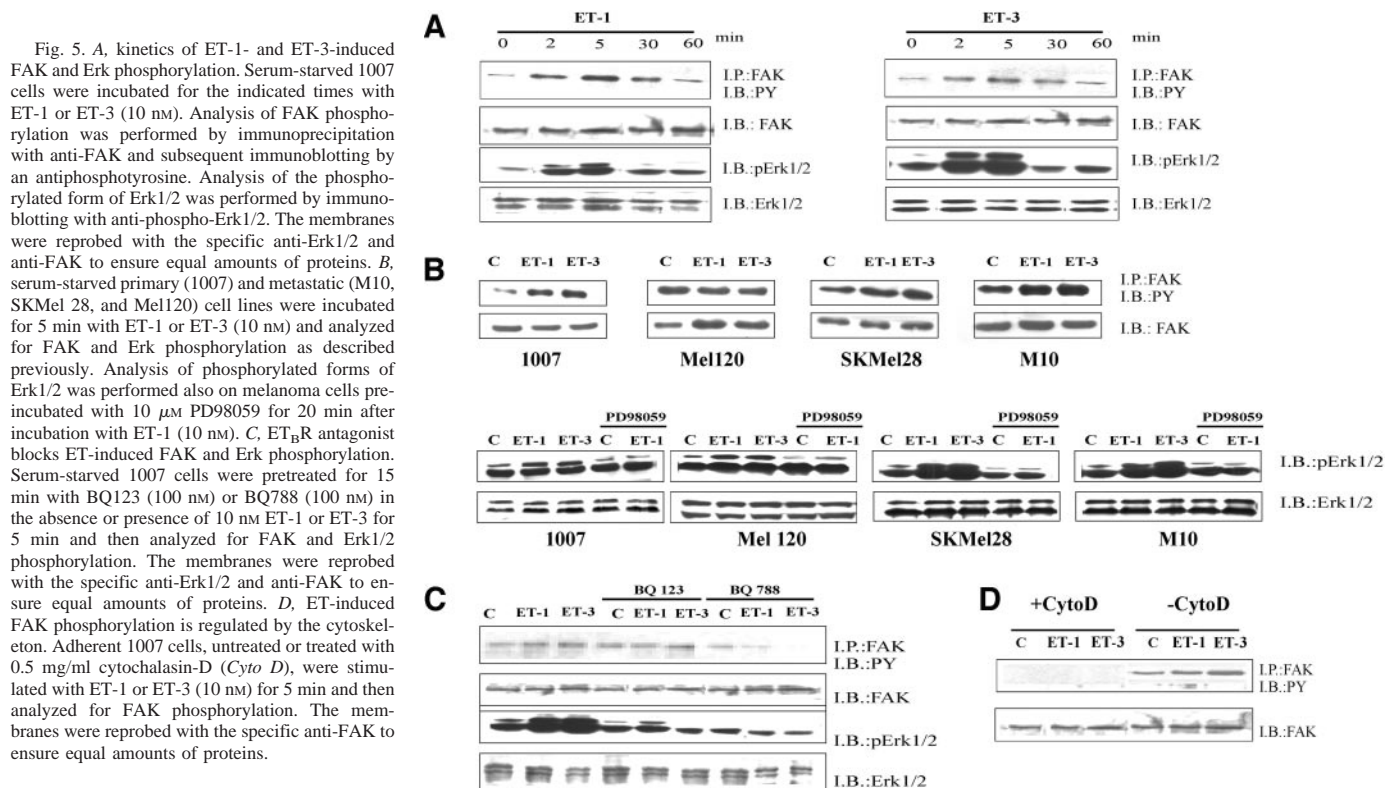 Fig. 5. A, kinetics of ET-1- and ET-3-induced
FAK and Erk phosphorylation. Serum-starved 1007
cells were incubated for the indicated times with
ET-1 or ET-3 (10 nM). Analysis of FAK phospho-
rylation was performed by immunoprecipitation
with anti-FAK and subsequent immunoblotting by
an antiphosphotyrosine. Analysis of the phospho-
rylated form of Erk1/2 was performed by immuno-
blotting with anti-phospho-Erk1/2. The membranes
were reprobed with the specific anti-Erk1/2 and
anti-FAK to ensure equal amounts of proteins. B,
serum-starved primary (1007) and metastatic (M10,
SKMel 28, and Mel120) cell lines were incubated
for 5 min with ET-1 or ET-3 (10 nM) and analyzed
for FAK and Erk phosphorylation as described
previously. Analysis of phosphorylated forms of
Erk1/2 was performed also on melanoma cells pre-
incubated with 10 μM PD98059 for 20 min after
incubation with ET-1 (10 nM). C, ETBR antagonist
blocks ET-induced FAK and Erk phosphorylation.
Serum-starved 1007 cells were pretreated for 15
min with BQ123 (100 nM) or BQ788 (100 nM) in
the absence or presence of 10 nM ET-1 or ET-3 for
5 min and then analyzed for FAK and Erk1/2
phosphorylation. The membranes were reprobed
with the specific anti-Erk1/2 and anti-FAK to en-
sure equal amounts of proteins. D, ET-induced
FAK phosphorylation is regulated by the cytoskel-
eton. Adherent 1007 cells, untreated or treated with
0.5 mg/ml cytochalasin-D (Cyto D), were stimu-
lated with ET-1 or ET-3 (10 nM) for 5 min and then
analyzed for FAK phosphorylation. The mem-
branes were reprobed with the specific anti-FAK to
ensure equal amounts of proteins.
A
ET-1
0 2 5 30 60 min
I.P.:FAK
I.B.:PY
I.B.: FAK
I.B.:pErk1/2
I.B.:Erk1/2
ET-3
0 2 5 30 60 min
I.P.:FAK
I.B.:PY
I.B.: FAK
I.B.:pErk1/2
I.B.:Erk1/2
B
C ET-1 ET-3 C ET-1 ET-3 C ET-1 ET-3 C ET-1 ET-3
I.P.:FAK
I.B.:PY
I.B.: FAK
1007 Mel120 SKMel28 M10
PD98059 PD98059 PD98059 PD98059
C ET-1 ET-3 C ET-1 C ET-1 ET-3 C ET-1 C ET-1 ET-3 C ET-1 C ET-1 ET-3 C ET-1
I.B.:pErk1/2
I.B.:Erk1/2
1007 Mel 120 SKMel28 M10
C
BQ 123 BQ 788
C ET-1 ET-3 C ET-1 ET-3 C ET-1 ET-3
I.P.:FAK
I.B.:PY
I.B.:FAK
I.B.:pErk1/2
I.B.:Erk1/2
D
+CytoD -CytoD
C ET-1 ET-3 C ET-1 ET-3
I.P.:FAK
I.B.:PY
I.B.:FAK